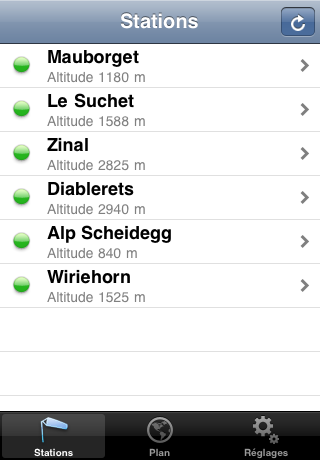 Stations
Mauborget
Altitude 1180 m
Le Suchet
Altitude 1588 m
Zinal
Altitude 2825 m
Diablerets
Altitude 2940 m
Alp Scheidegg
Altitude 840 m
Wiriehorn
Altitude 1525 m
Stations Plan Réglages